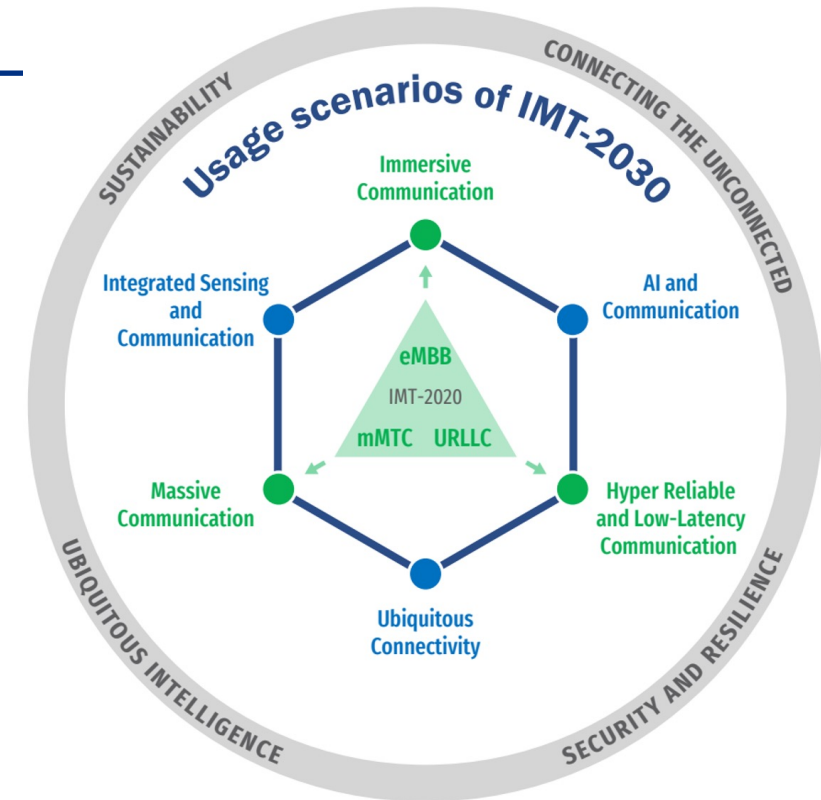 SUSTAINABILITY
CONNECTING THE UNCONNECTED
Usage scenarios of IMT-2030
Immersive
Communication
Integrated Sensing
and
Communication
AI and
Communication
eMBB
IMT-2020
mMTC URLLC
Massive
Communication
Hyper Reliable
and Low-Latency
Communication
Ubiquitous
Connectivity
UBIQUITOUS INTELLIGENCE
SECURITY AND RESILIENCE